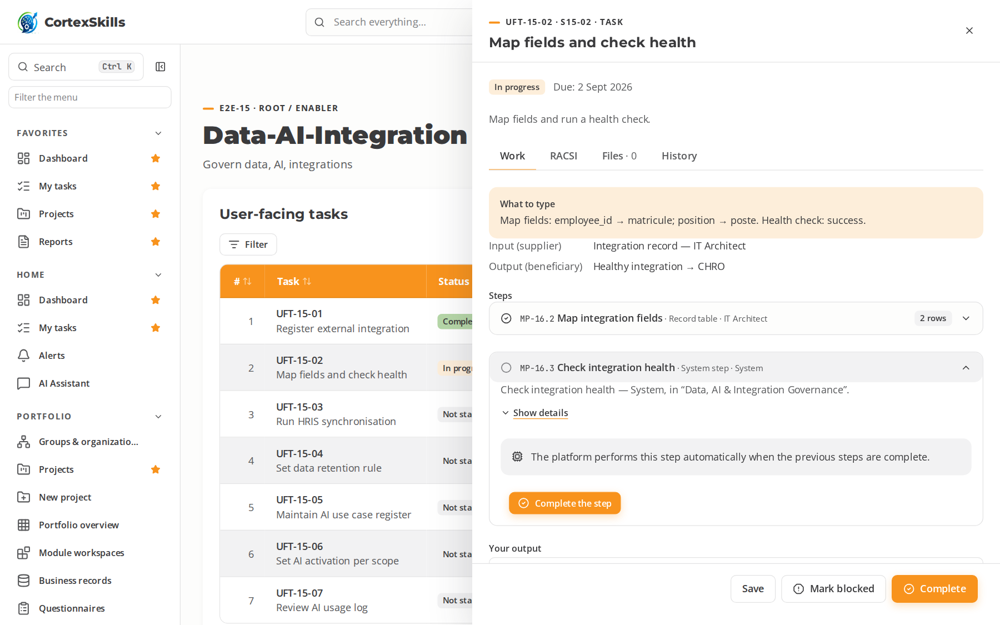 CortexSkills
Search everything...
Search
Ctrl K
Filter the menu
FAVORITES
Dashboard
My tasks
Projects
Reports
HOME
Dashboard
My tasks
Alerts
AI Assistant
PORTFOLIO
Groups & organizatio...
Projects
New project
Portfolio overview
Module workspaces
Business records
Questionnaires
E2E-15 · ROOT / ENABLER
Data-AI-Integration
Govern data, AI, integrations
User-facing tasks
Filter
# Task Status
1 UFT-15-01 Comple
Register external integration
2 UFT-15-02 In progr
Map fields and check health
3 UFT-15-03 Not sta
Run HRIS synchronisation
4 UFT-15-04 Not sta
Set data retention rule
5 UFT-15-05 Not sta
Maintain AI use case register
6 UFT-15-06 Not sta
Set AI activation per scope
7 UFT-15-07 Not sta
Review AI usage log
UFT-15-02 · S15-02 · TASK
Map fields and check health
In progress Due: 2 Sept 2026
Map fields and run a health check.
Work RACSI Files · 0 History
What to type
Map fields: employee_id → matricule; position → poste. Health check: success.
Input (supplier) Integration record — IT Architect
Output (beneficiary) Healthy integration → CHRO
Steps
MP-16.2 Map integration fields · Record table · IT Architect 2 rows
MP-16.3 Check integration health · System step · System
Check integration health — System, in “Data, AI & Integration Governance”.
Show details
The platform performs this step automatically when the previous steps are complete.
Complete the step
Your output
Save Mark blocked Complete